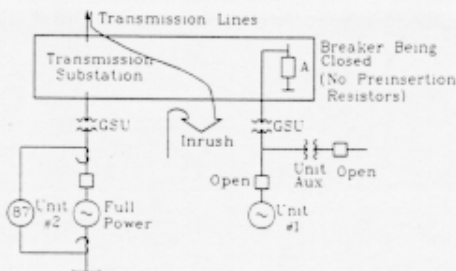 Transmission Lines
Transmission
Substation
A
Breaker Being
Closed
(No Preinsertion
Resistors)
GSU
Inrush
GSU
Unit
Aux
Open
Open
87
Unit
#2
Full
Power
Unit
#1